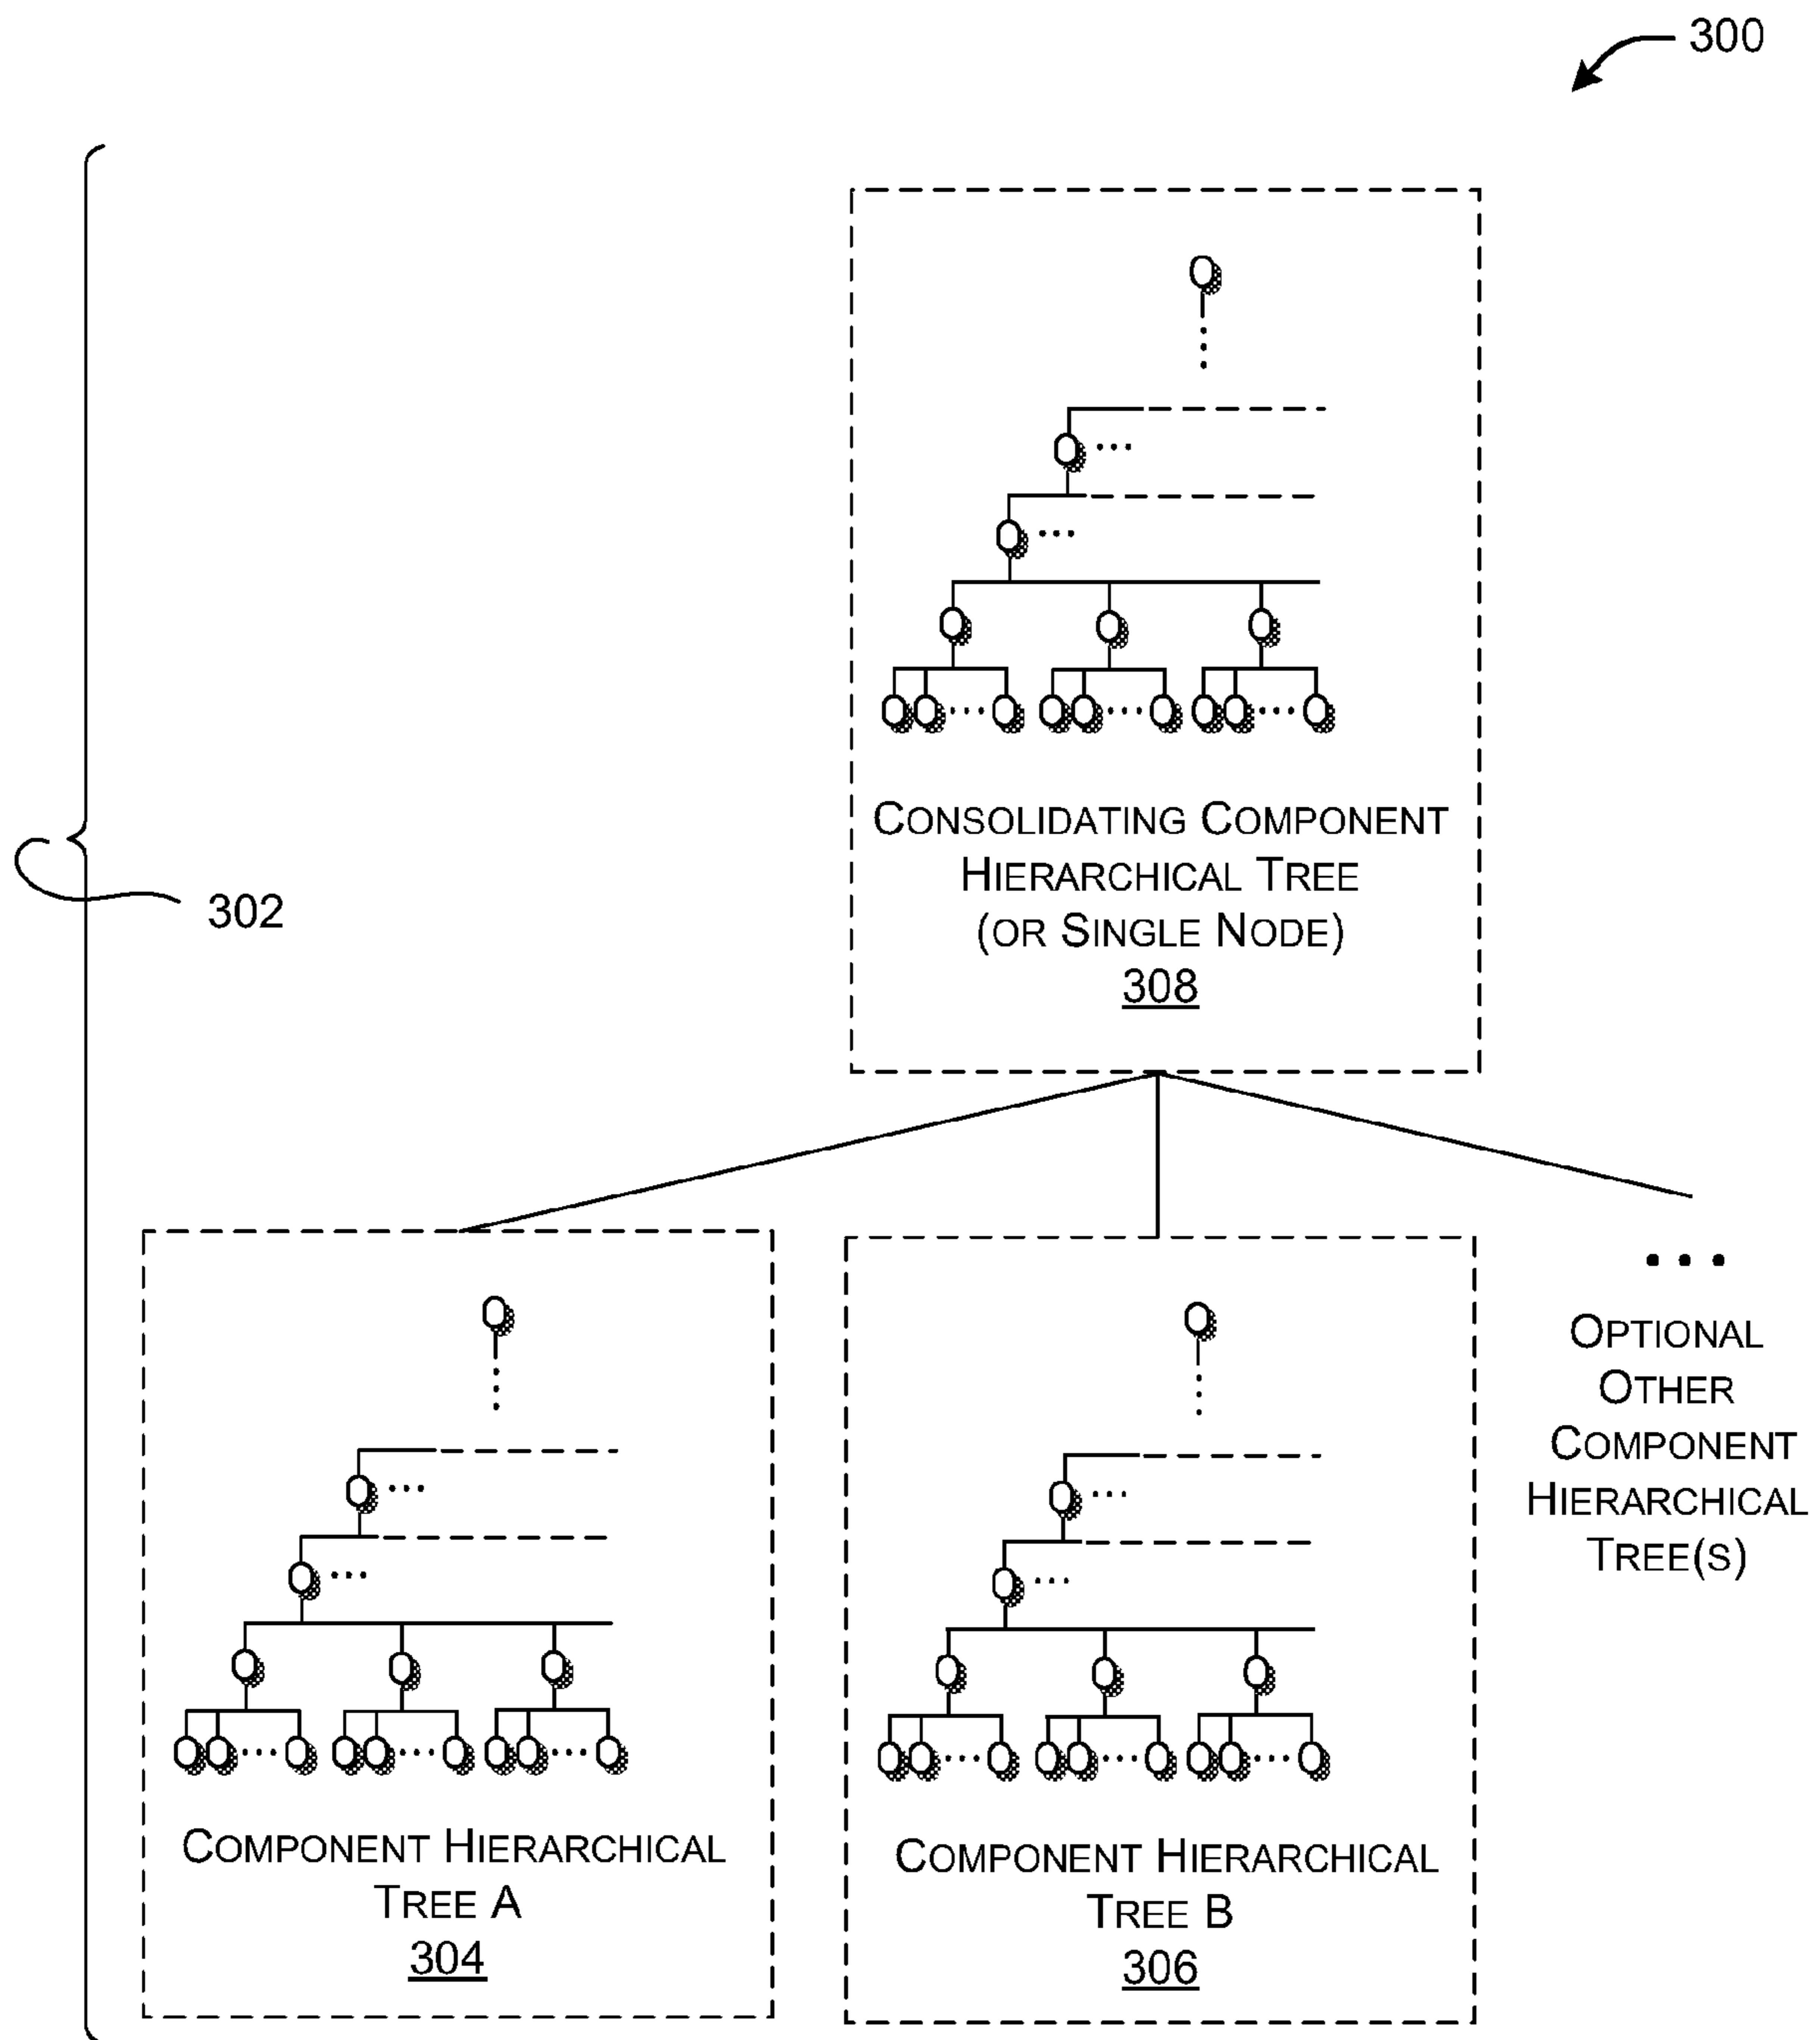 300
CONSOLIDATING COMPONENT
HIERARCHICAL TREE
(OR SINGLE NODE)
308
302
OPTIONAL
OTHER
COMPONENT
HIERARCHICAL
TREE(S)
COMPONENT HIERARCHICAL
TREE A
304
COMPONENT HIERARCHICAL
TREE B
306